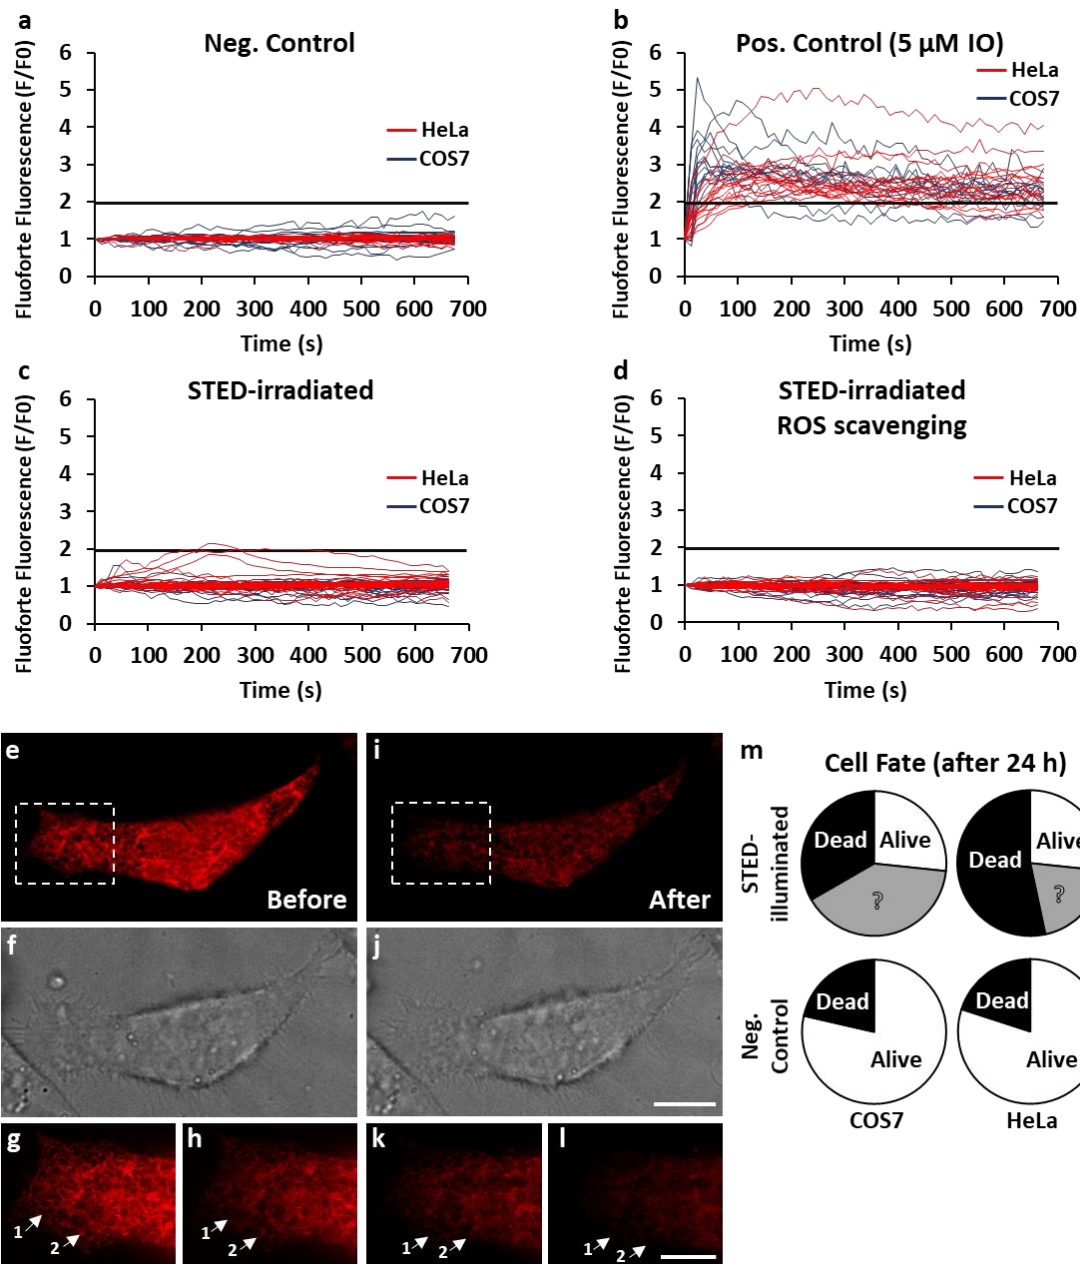 a
Neg. Control
Fluoforte Fluorescence (F/F0)
6
5
4
3
2
1
0
HeLa
COS7
0 100 200 300 400 500 600 700
Time (s)
b
Pos. Control (5 µM IO)
Fluoforte Fluorescence (F/F0)
6
5
4
3
2
1
0
HeLa
COS7
0 100 200 300 400 500 600 700
Time (s)
c
STED-irradiated
Fluoforte Fluorescence (F/F0)
6
5
4
3
2
1
0
HeLa
COS7
0 100 200 300 400 500 600 700
Time (s)
d
STED-irradiated
ROS scavenging
Fluoforte Fluorescence (F/F0)
6
5
4
3
2
1
0
HeLa
COS7
0 100 200 300 400 500 600 700
Time (s)
e
Before
i
After
f
j
g
1
2
h
1
2
k
1
2
l
1
2
m
Cell Fate (after 24 h)
STED-
illuminated
Dead
Alive
?
Dead
Alive
?
Neg.
Control
Dead
Alive
Dead
Alive
COS7
HeLa